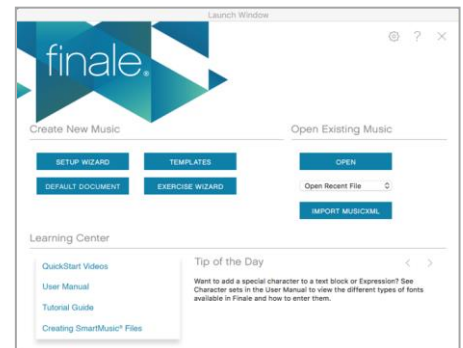 Launch Window
finale®
?
Create New Music
Open Existing Music
SETUP WIZARD
TEMPLATES
OPEN
DEFAULT DOCUMENT
EXERCISE WIZARD
Open Recent File
IMPORT MUSICXML
Learning Center
QuickStart Videos
User Manual
Tutorial Guide
Creating SmartMusic® Files
Tip of the Day
Want to add a special character to a text block or Expression? See
Character sets in the User Manual to view the different types of fonts
available in Finale and how to enter them.